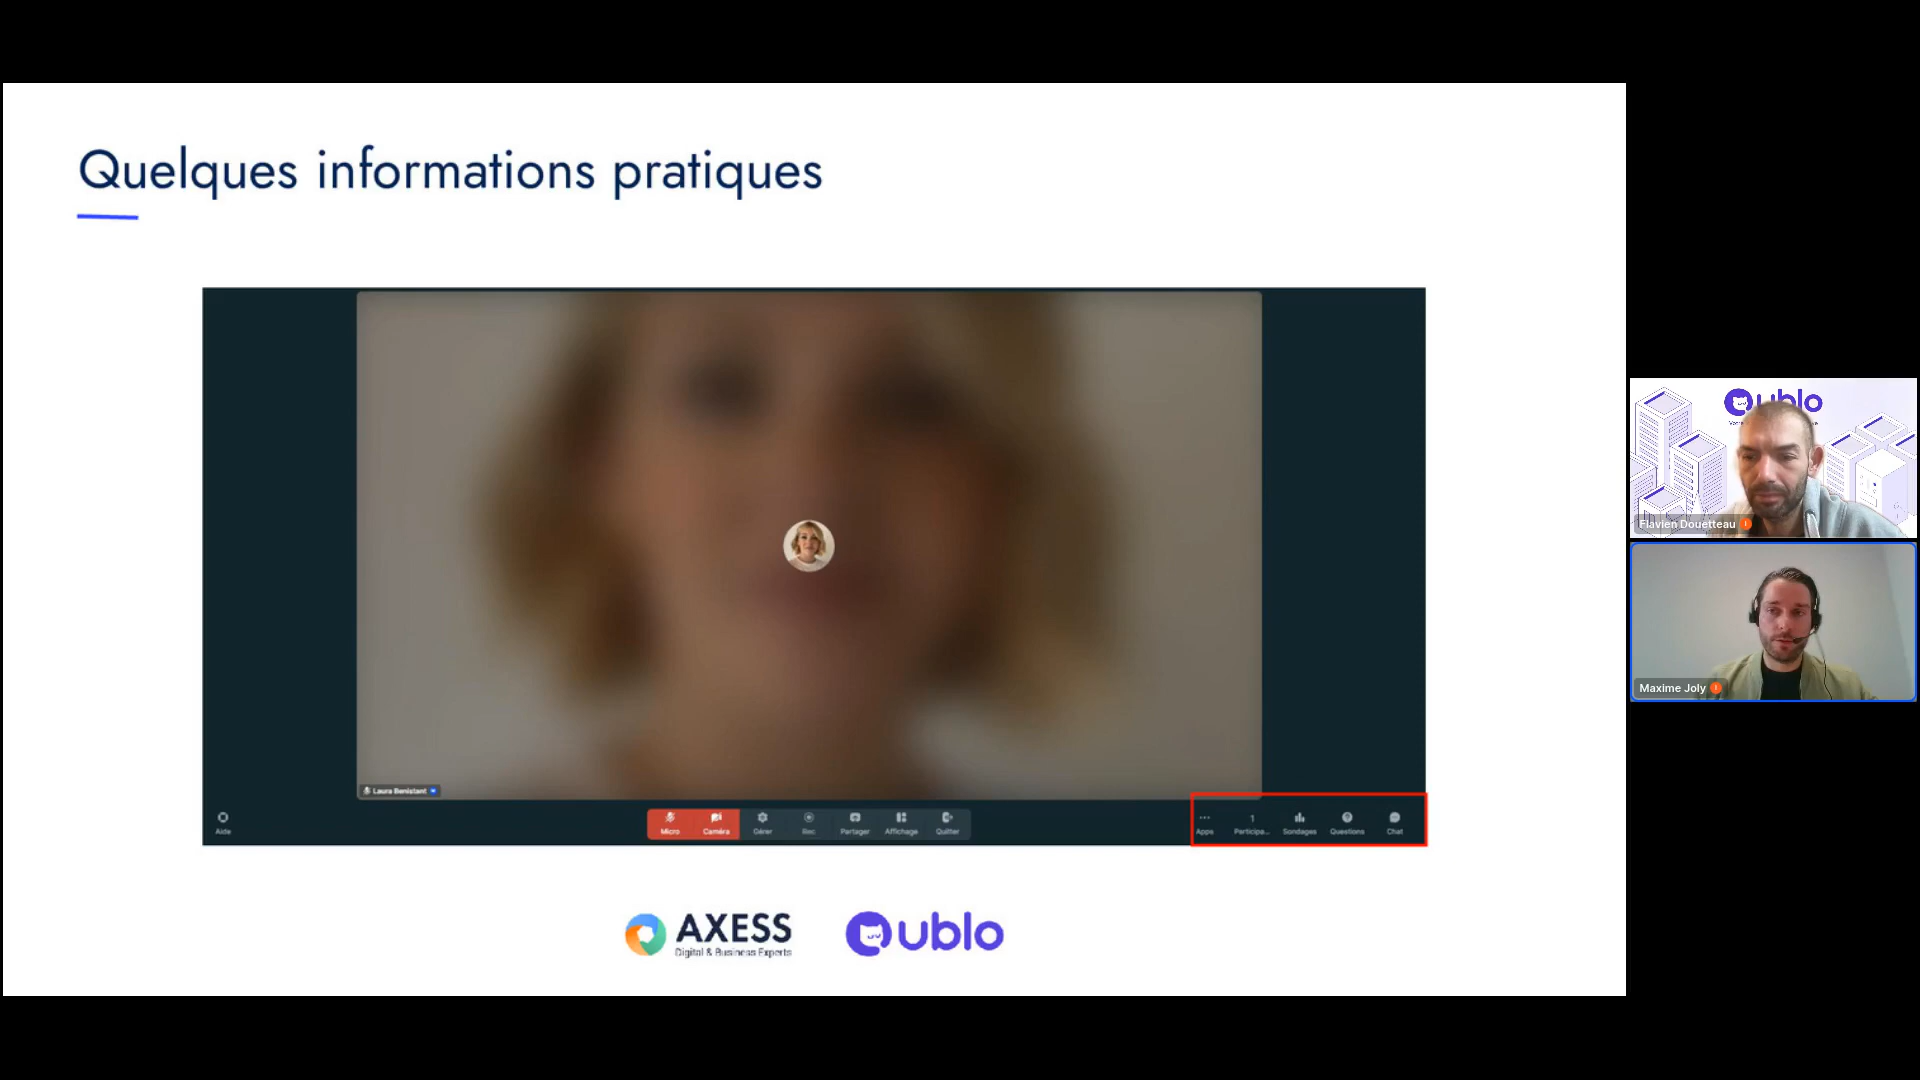 Quelques informations pratiques
Laura Benistant
Aide
Micro
Caméra
Gérer
Rec
Partager
Affichage
Quitter
Apps
1
Participa...
Sondages
Questions
Chat
AXESS
Digital & Business Experts
ublo
ublo
Flavien Douetteau
Maxime Joly